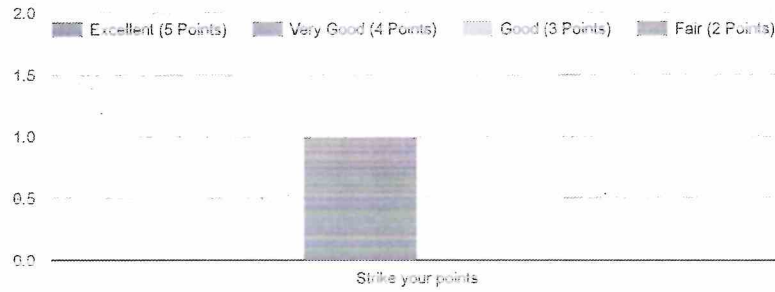 2.0
Excellent (5 Points) Very Good (4 Points) Good (3 Points) Fair (2 Points)
1.5
1.0
0.5
0.0
Strike your points